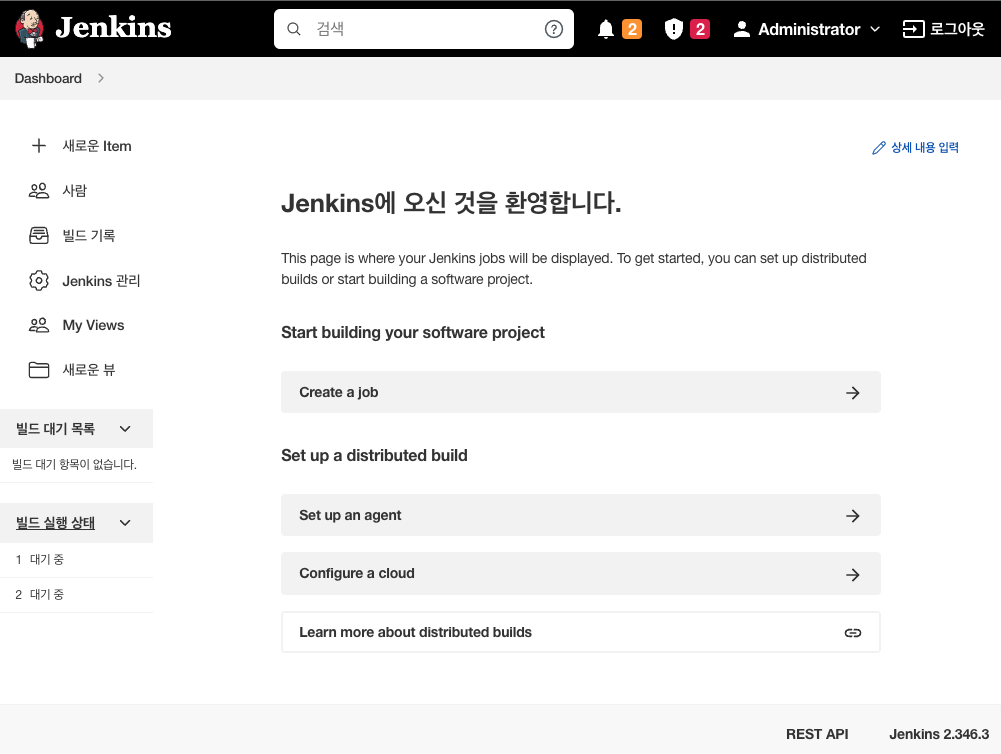 Jenkins
검색
2
2
Administrator
로그아웃
Dashboard
새로운 Item
사람
빌드 기록
Jenkins 관리
My Views
새로운 뷰
빌드 대기 목록
빌드 대기 항목이 없습니다.
빌드 실행 상태
1 대기 중
2 대기 중
상세 내용 입력
Jenkins에 오신 것을 환영합니다.
This page is where your Jenkins jobs will be displayed. To get started, you can set up distributed
builds or start building a software project.
Start building your software project
Create a job
Set up a distributed build
Set up an agent
Configure a cloud
Learn more about distributed builds
REST API
Jenkins 2.346.3